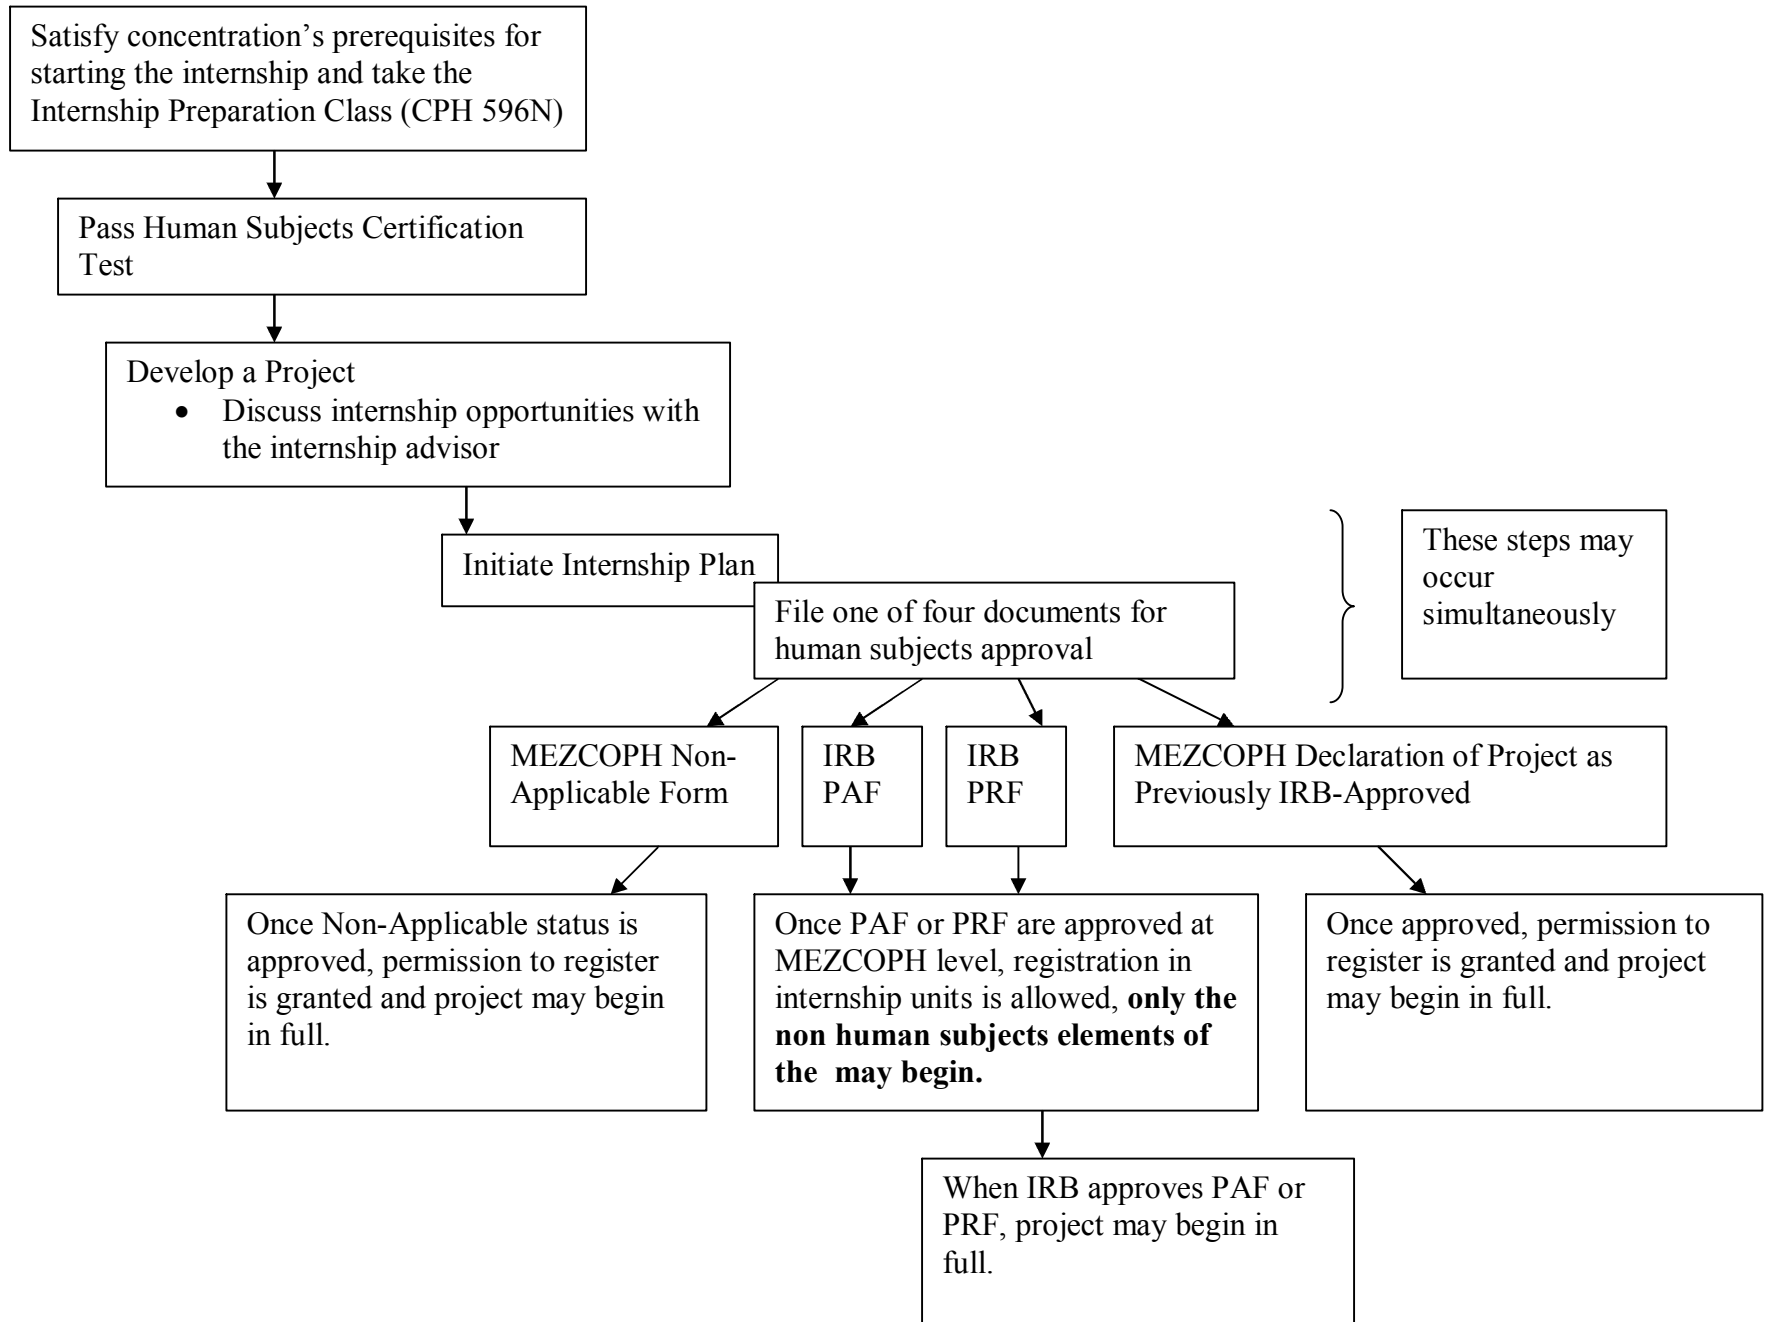 Satisfy concentration’s prerequisites for
starting the internship and take the
Internship Preparation Class (CPH 596N)
Pass Human Subjects Certification
Test
Develop a Project
• Discuss internship opportunities with
the internship advisor
Initiate Internship Plan
File one of four documents for
human subjects approval
These steps may
occur
simultaneously
MEZCOPH Non-
Applicable Form
IRB
PAF
IRB
PRF
MEZCOPH Declaration of Project as
Previously IRB-Approved
Once Non-Applicable status is
approved, permission to register
is granted and project may begin
in full.
Once PAF or PRF are approved at
MEZCOPH level, registration in
internship units is allowed, only the
non human subjects elements of
the  may begin.
Once approved, permission to
register is granted and project
may begin in full.
When IRB approves PAF or
PRF, project may begin in
full.